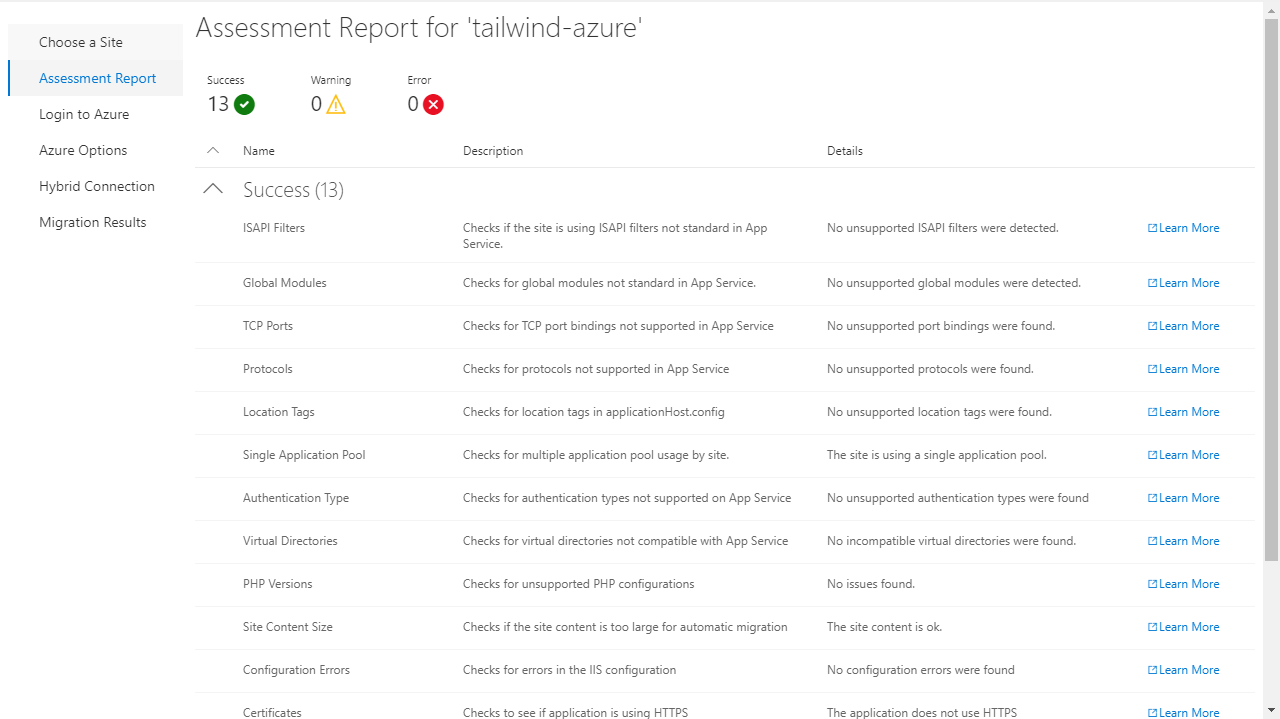 Assessment Report for 'tailwind-azure'
Choose a Site
Assessment Report
Login to Azure
Azure Options
Hybrid Connection
Migration Results
Success Warning Error
13 0 0
Name Description Details
Success (13)
ISAPI Filters Checks if the site is using ISAPI filters not standard in App No unsupported ISAPI filters were detected. Learn More
Service.
Global Modules Checks for global modules not standard in App Service. No unsupported global modules were detected. Learn More
TCP Ports Checks for TCP port bindings not supported in App Service No unsupported port bindings were found. Learn More
Protocols Checks for protocols not supported in App Service No unsupported protocols were found. Learn More
Location Tags Checks for location tags in applicationHost.config No unsupported location tags were found. Learn More
Single Application Pool Checks for multiple application pool usage by site. The site is using a single application pool. Learn More
Authentication Type Checks for authentication types not supported on App Service No unsupported authentication types were found Learn More
Virtual Directories Checks for virtual directories not compatible with App Service No incompatible virtual directories were found. Learn More
PHP Versions Checks for unsupported PHP configurations No issues found. Learn More
Site Content Size Checks if the site content is too large for automatic migration The site content is ok. Learn More
Configuration Errors Checks for errors in the IIS configuration No configuration errors were found Learn More
Certificates Checks to see if application is using HTTPS The application does not use HTTPS Learn More